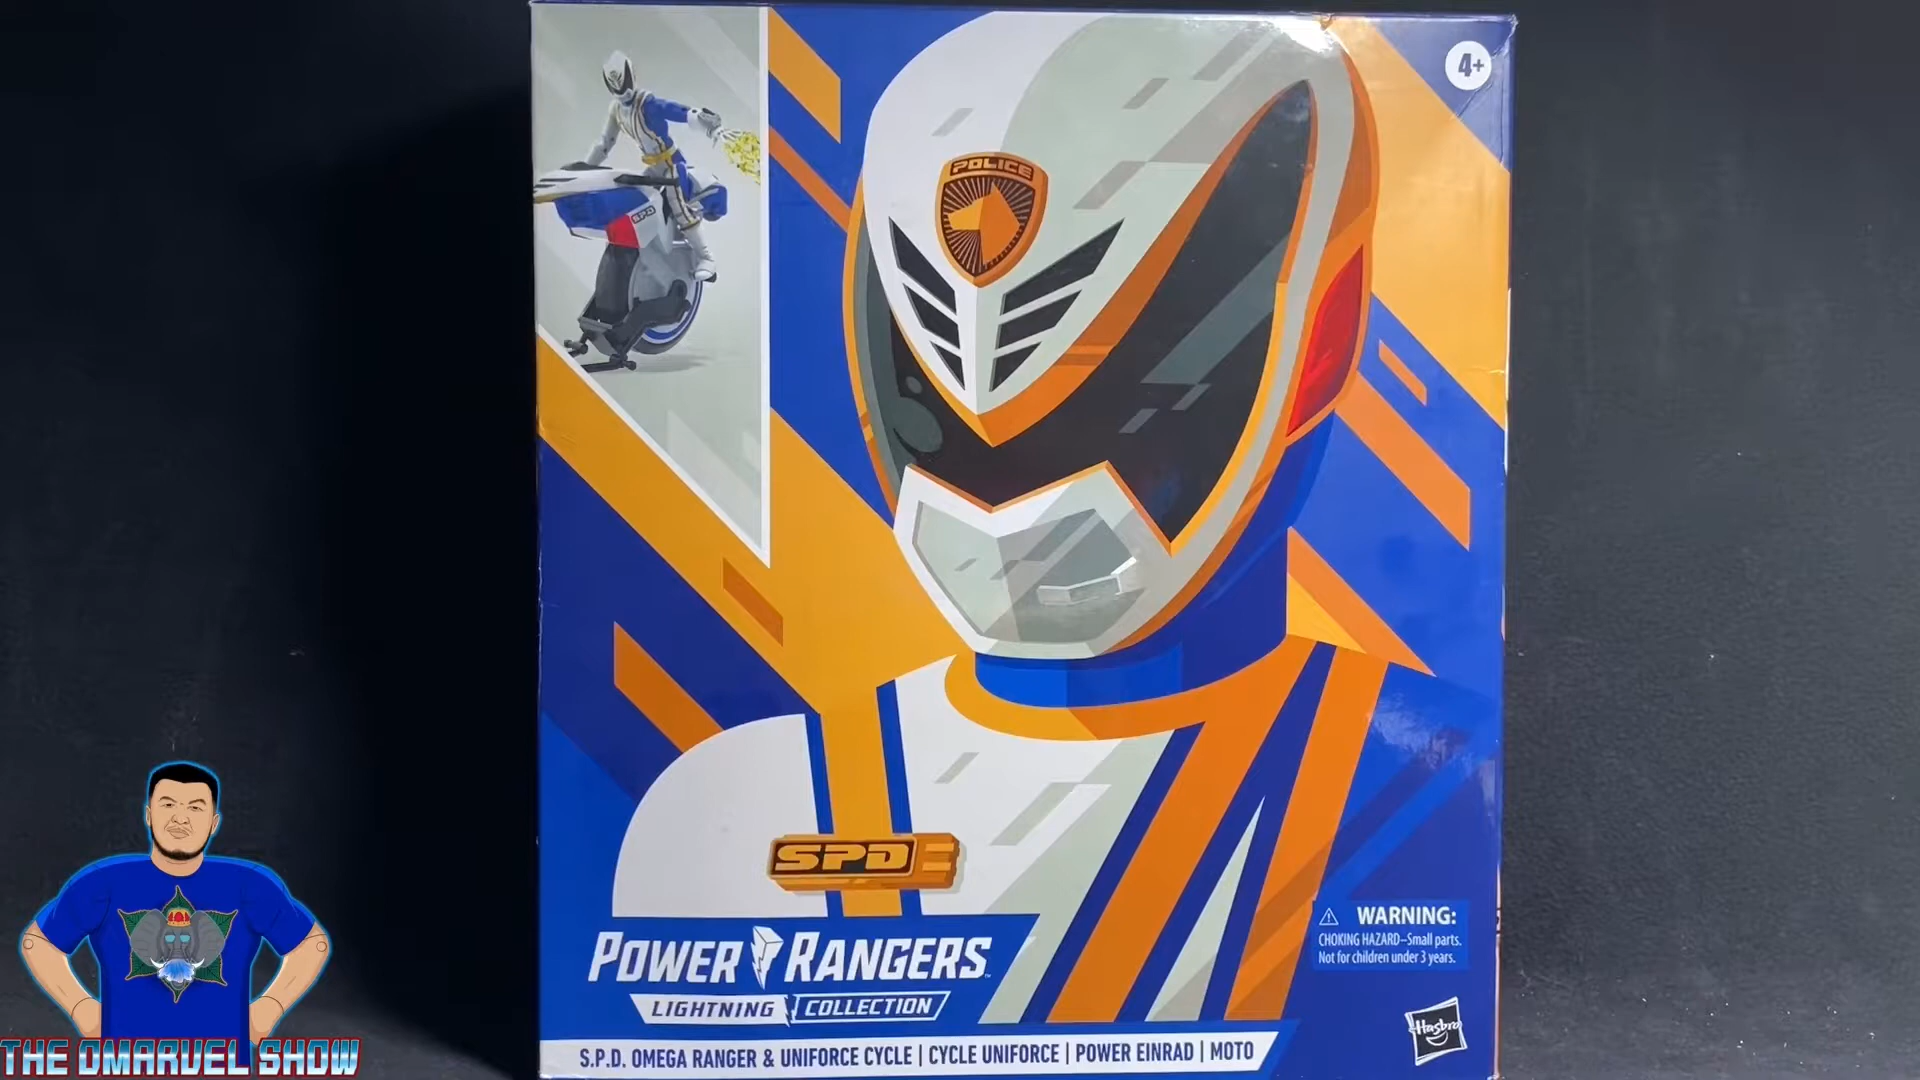 4+
POLICE
SPD
SPD
POWER RANGERS
LIGHTNING COLLECTION
WARNING:
CHOKING HAZARD–Small parts.
Not for children under 3 years.
Hasbro
S.P.D. OMEGA RANGER & UNIFORCE CYCLE | CYCLE UNIFORCE | POWER EINRAD | MOTO
THE OMARVEL SHOW